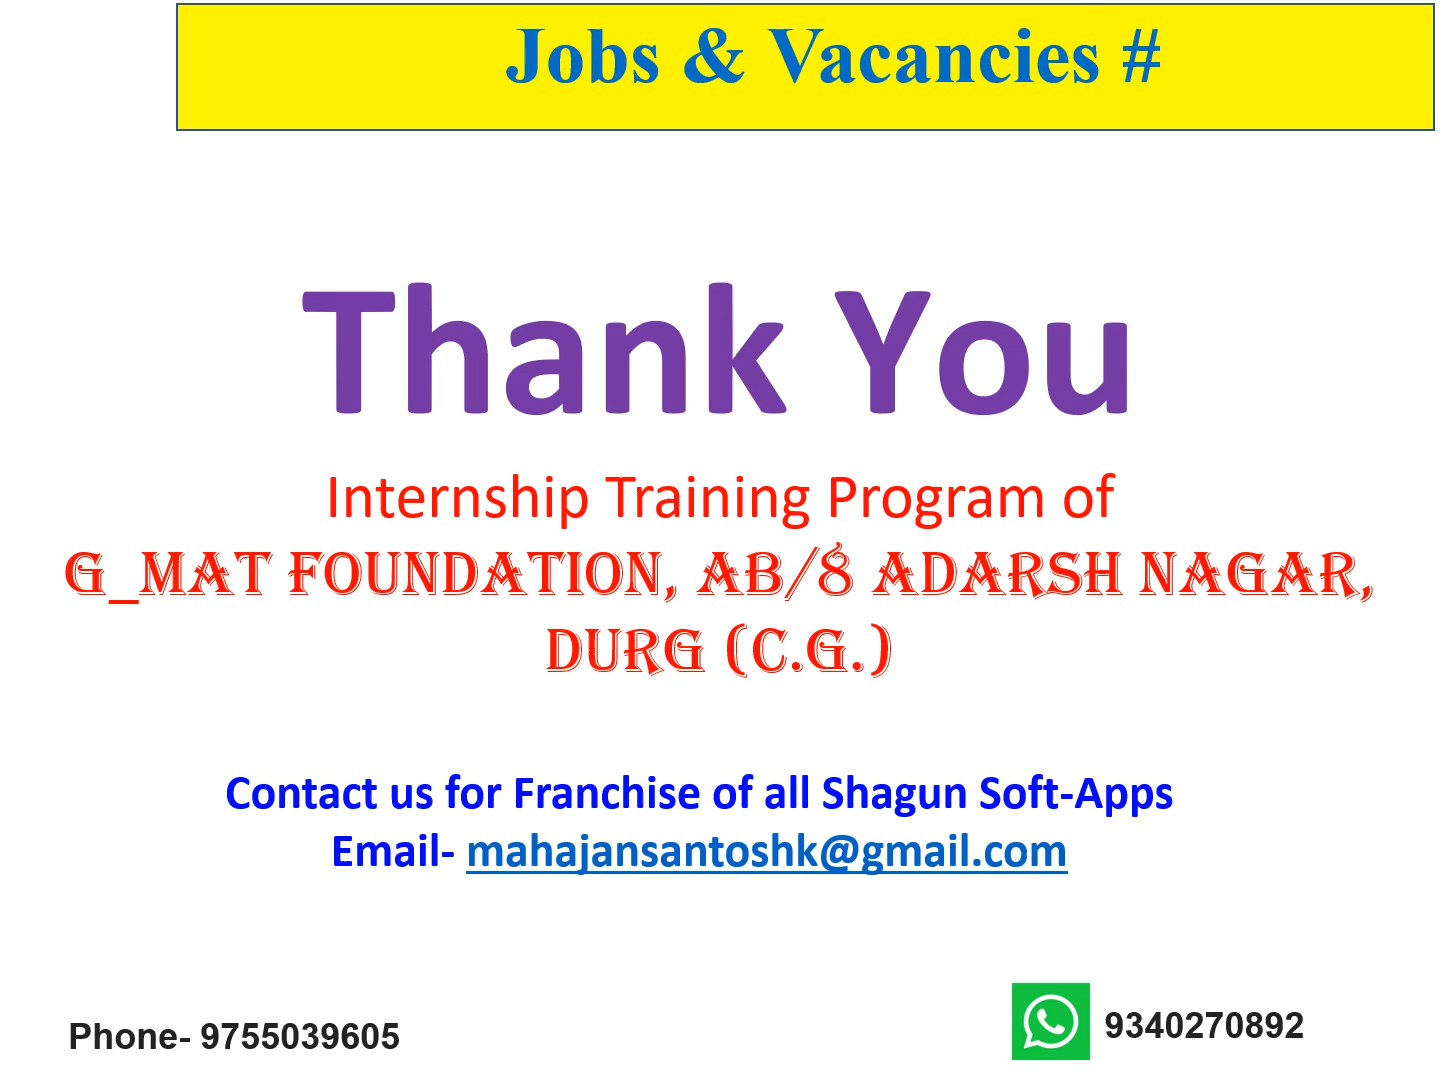 Jobs & Vacancies #
Thank You
Internship Training Program of
G_MAT FOUNDATION, AB/8 ADARSH NAGAR,
DURG (C.G.)
Contact us for Franchise of all Shagun Soft-Apps
Email- mahajansantoshk@gmail.com
Phone- 9755039605
9340270892